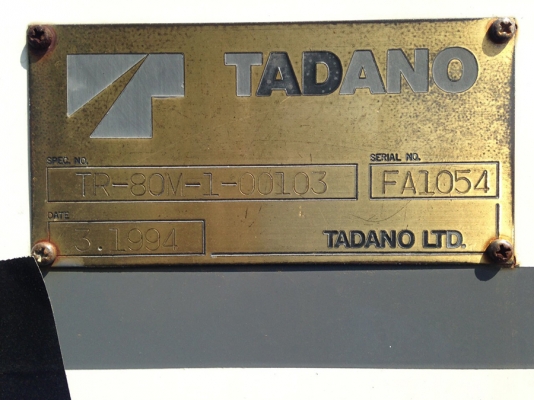 TADANO
SPEC. NO.
TR-80M-1-00103
SERIAL NO.
FA1054
DATE
3.1994
TADANO LTD.